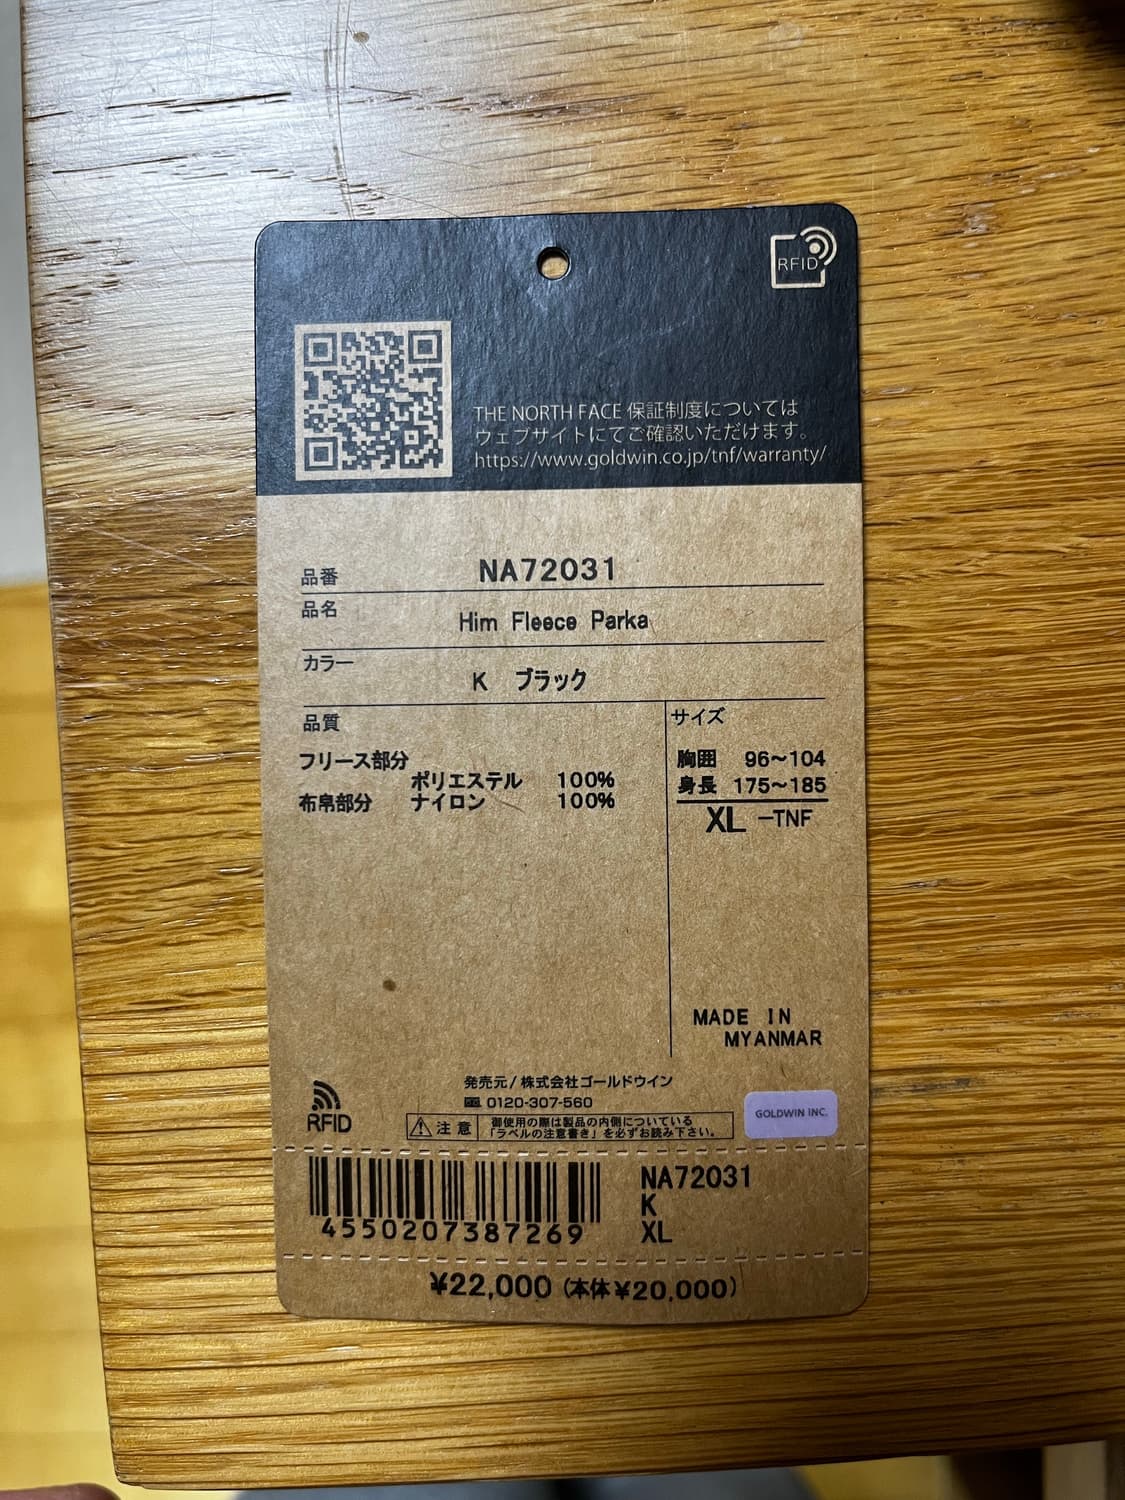 RFID
THE NORTH FACE 保証制度については
ウェブサイトにてご確認いただけます。
https://www.goldwin.co.jp/tnf/warranty/
品番 NA72031
品名 Him Fleece Parka
カラー K ブラック
品質
フリース部分
ポリエステル 100%
布帛部分 ナイロン 100%
サイズ
胸囲 96〜104
身長 175〜185
XL -TNF
MADE IN
MYANMAR
発売元/株式会社ゴールドウイン
0120-307-560
RFID
注意
御使用の際は製品の内側についている
「ラベルの注意書き」を必ずお読み下さい。
GOLDWIN INC.
4550207387269
NA72031
K
XL
¥22,000 (本体¥20,000)